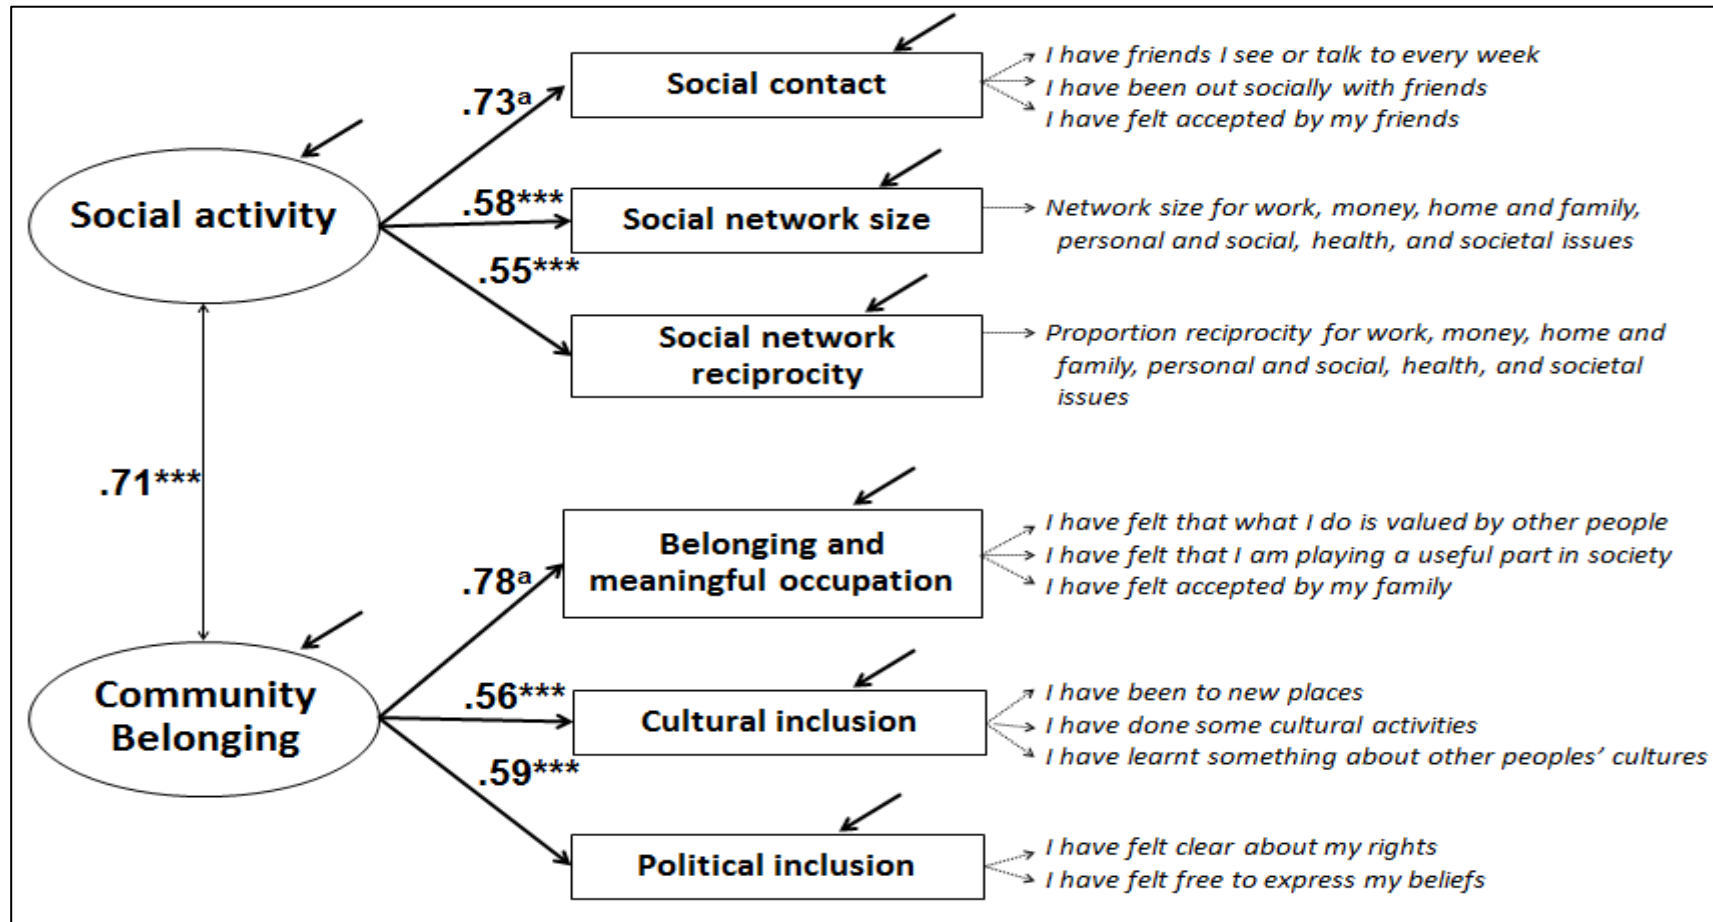 Social activity
.73ᵃ
Social contact
I have friends I see or talk to every week
I have been out socially with friends
I have felt accepted by my friends
.58***
Social network size
Network size for work, money, home and family,
personal and social, health, and societal issues
.55***
Social network
reciprocity
Proportion reciprocity for work, money, home and
family, personal and social, health, and societal
issues
.71***
Community
Belonging
.78ᵃ
Belonging and
meaningful occupation
I have felt that what I do is valued by other people
I have felt that I am playing a useful part in society
I have felt accepted by my family
.56***
Cultural inclusion
I have been to new places
I have done some cultural activities
I have learnt something about other peoples’ cultures
.59***
Political inclusion
I have felt clear about my rights
I have felt free to express my beliefs